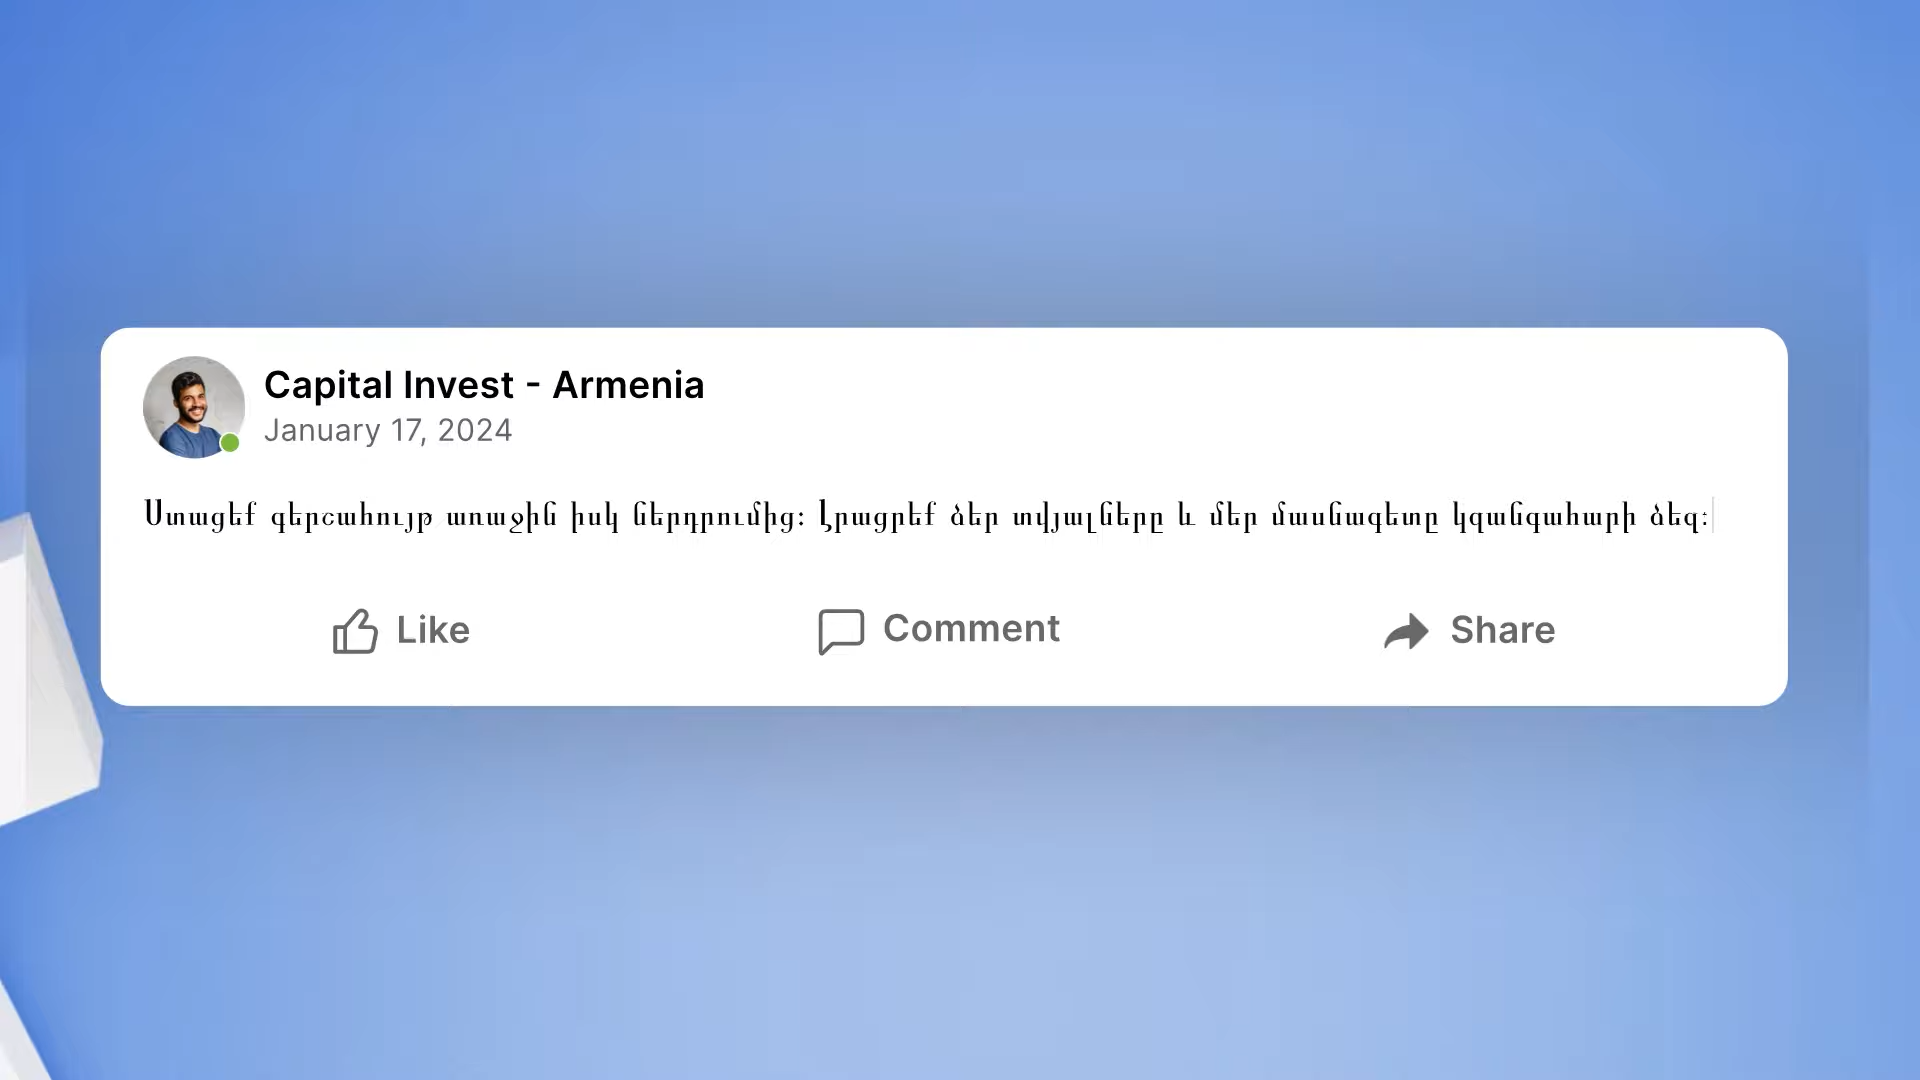 Capital Invest - Armenia
January 17, 2024
Ստացեք գերշահույթ առաջին իսկ ներդրումից: Լրացրեք ձեր տվյալները և մեր մասնագետը կզանգահարի ձեզ:
Like
Comment
Share